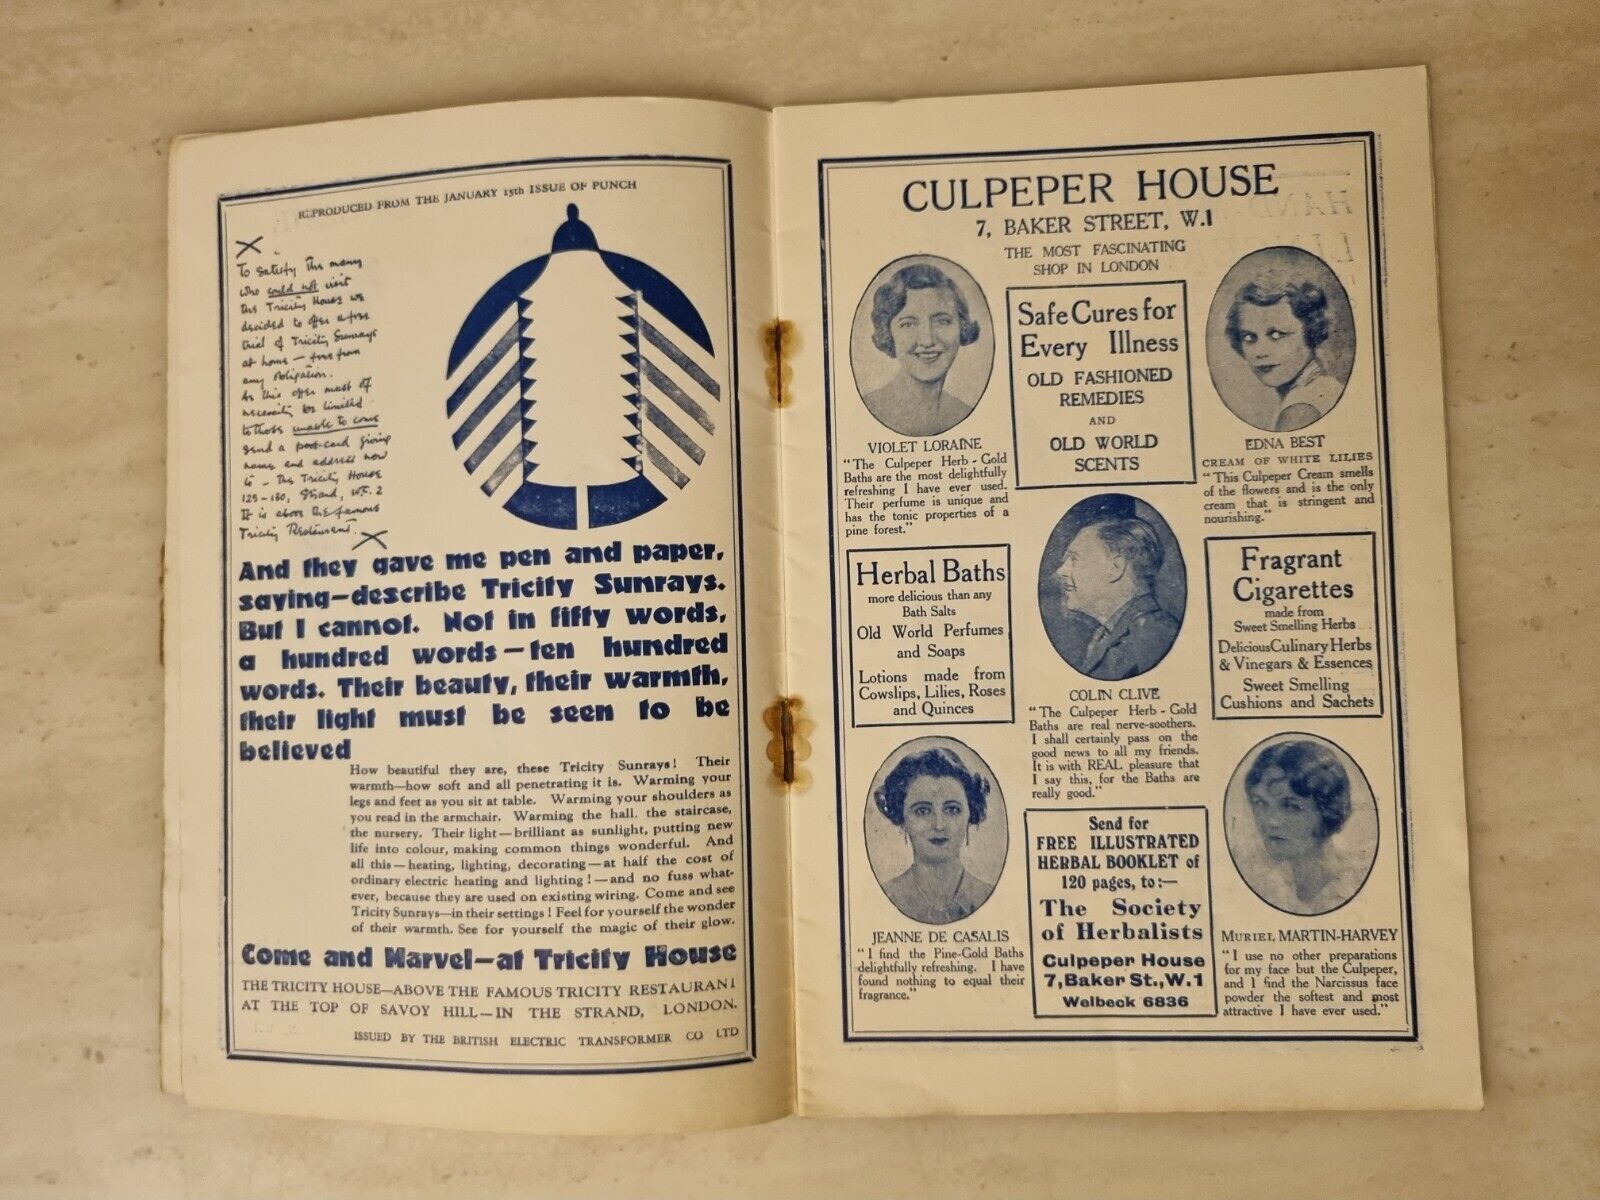 REPRODUCED FROM THE JANUARY 15th ISSUE OF PUNCH
To satisfy the many
who could not visit
the Tricity House we
decided to offer a free
trial of Tricity Sunrays
at home — free from
any obligation.
As this offer must of
necessity be limited
to those unable to come
send a post-card giving
name and address now
to - The Tricity House
125-130, Strand, W.C.2
It is above the famous
Tricity Restaurant.
And they gave me pen and paper,
saying—describe Tricity Sunrays.
But I cannot. Not in fifty words,
a hundred words—ten hundred
words. Their beauty, their warmth,
their light must be seen to be
believed
How beautiful they are, these Tricity Sunrays! Their
warmth—how soft and all penetrating it is. Warming your
legs and feet as you sit at table. Warming your shoulders as
you read in the armchair. Warming the hall. the staircase,
the nursery. Their light—brilliant as sunlight, putting new
life into colour, making common things wonderful. And
all this—heating, lighting, decorating—at half the cost of
ordinary electric heating and lighting!—and no fuss what-
ever, because they are used on existing wiring. Come and see
Tricity Sunrays—in their settings! Feel for yourself the wonder
of their warmth. See for yourself the magic of their glow.
Come and Marvel—at Tricity House
THE TRICITY HOUSE—ABOVE THE FAMOUS TRICITY RESTAURANT
AT THE TOP OF SAVOY HILL—IN THE STRAND, LONDON.
ISSUED BY THE BRITISH ELECTRIC TRANSFORMER CO LTD
CULPEPER HOUSE
7, BAKER STREET, W.1
THE MOST FASCINATING
SHOP IN LONDON
VIOLET LORAINE
"The Culpeper Herb - Gold
Baths are the most delightfully
refreshing I have ever used.
Their perfume is unique and
has the tonic properties of a
pine forest."
Safe Cures for
Every Illness
OLD FASHIONED
REMEDIES
AND
OLD WORLD
SCENTS
EDNA BEST
CREAM OF WHITE LILIES
"This Culpeper Cream smells
of the flowers and is the only
cream that is stringent and
nourishing."
Herbal Baths
more delicious than any
Bath Salts
Old World Perfumes
and Soaps
Lotions made from
Cowslips, Lilies, Roses
and Quinces
COLIN CLIVE
"The Culpeper Herb - Gold
Baths are real nerve-soothers.
I shall certainly pass on the
good news to all my friends.
It is with REAL pleasure that
I say this, for the Baths are
really good."
Fragrant
Cigarettes
made from
Sweet Smelling Herbs
Delicious Culinary Herbs
& Vinegars & Essences
Sweet Smelling
Cushions and Sachets
JEANNE DE CASALIS
"I find the Pine-Gold Baths
delightfully refreshing. I have
found nothing to equal their
fragrance."
Send for
FREE ILLUSTRATED
HERBAL BOOKLET of
120 pages, to:—
The Society
of Herbalists
Culpeper House
7, Baker St., W.1
Welbeck 6836
MURIEL MARTIN-HARVEY
"I use no other preparations
for my face but the Culpeper,
and I find the Narcissus face
powder the softest and most
attractive I have ever used."